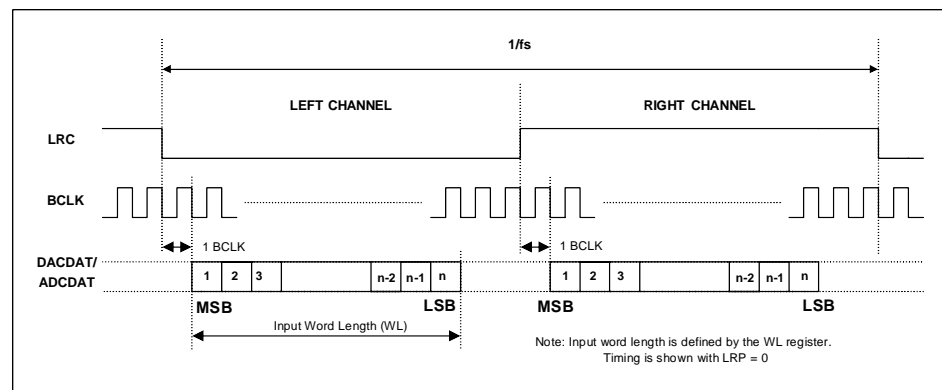 1/fs
LEFT CHANNEL RIGHT CHANNEL
LRC
BCLK
1 BCLK 1 BCLK
DACDAT/
ADCDAT
1 2 3 n-2 n-1 n 1 2 3 n-2 n-1 n
MSB LSB MSB LSB
Input Word Length (WL)
Note: Input word length is defined by the WL register.
Timing is shown with LRP = 0